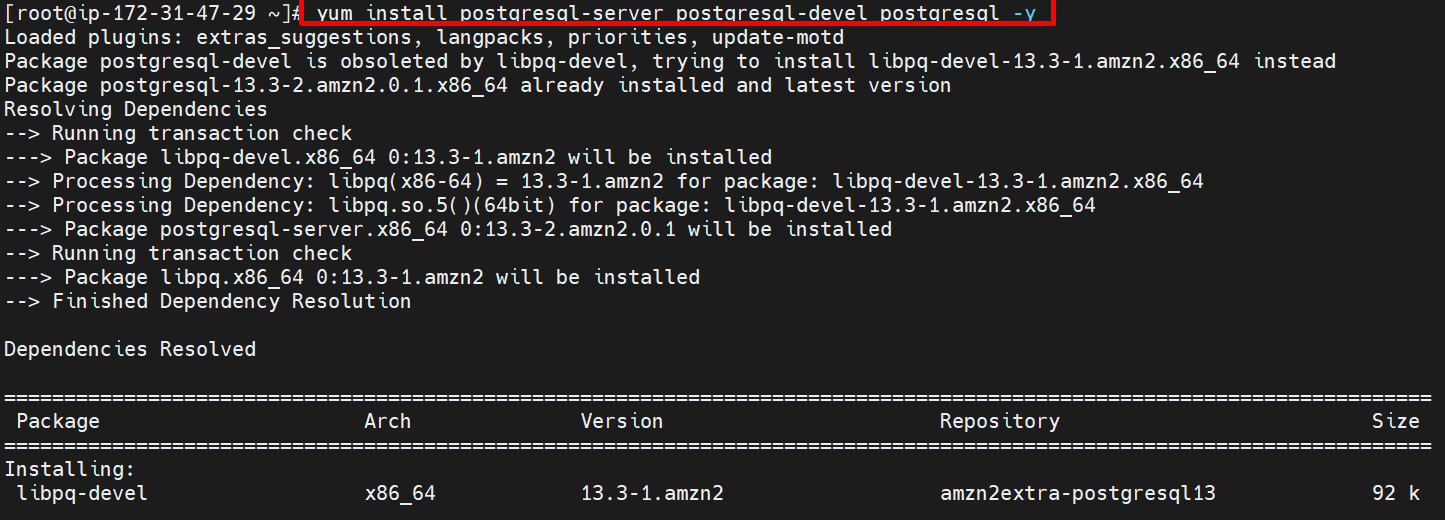 [root@ip-172-31-47-29 ~]# yum install postgresql-server postgresql-devel postgresql -y
Loaded plugins: extras_suggestions, langpacks, priorities, update-motd
Package postgresql-devel is obsoleted by libpq-devel, trying to install libpq-devel-13.3-1.amzn2.x86_64 instead
Package postgresql-13.3-2.amzn2.0.1.x86_64 already installed and latest version
Resolving Dependencies
--> Running transaction check
---> Package libpq-devel.x86_64 0:13.3-1.amzn2 will be installed
--> Processing Dependency: libpq(x86-64) = 13.3-1.amzn2 for package: libpq-devel-13.3-1.amzn2.x86_64
--> Processing Dependency: libpq.so.5()(64bit) for package: libpq-devel-13.3-1.amzn2.x86_64
---> Package postgresql-server.x86_64 0:13.3-2.amzn2.0.1 will be installed
--> Running transaction check
---> Package libpq.x86_64 0:13.3-1.amzn2 will be installed
--> Finished Dependency Resolution

Dependencies Resolved

=======================================================================================================================
 Package                      Arch              Version                       Repository                          Size
=======================================================================================================================
Installing:
 libpq-devel                  x86_64            13.3-1.amzn2                  amzn2extra-postgresql13             92 k